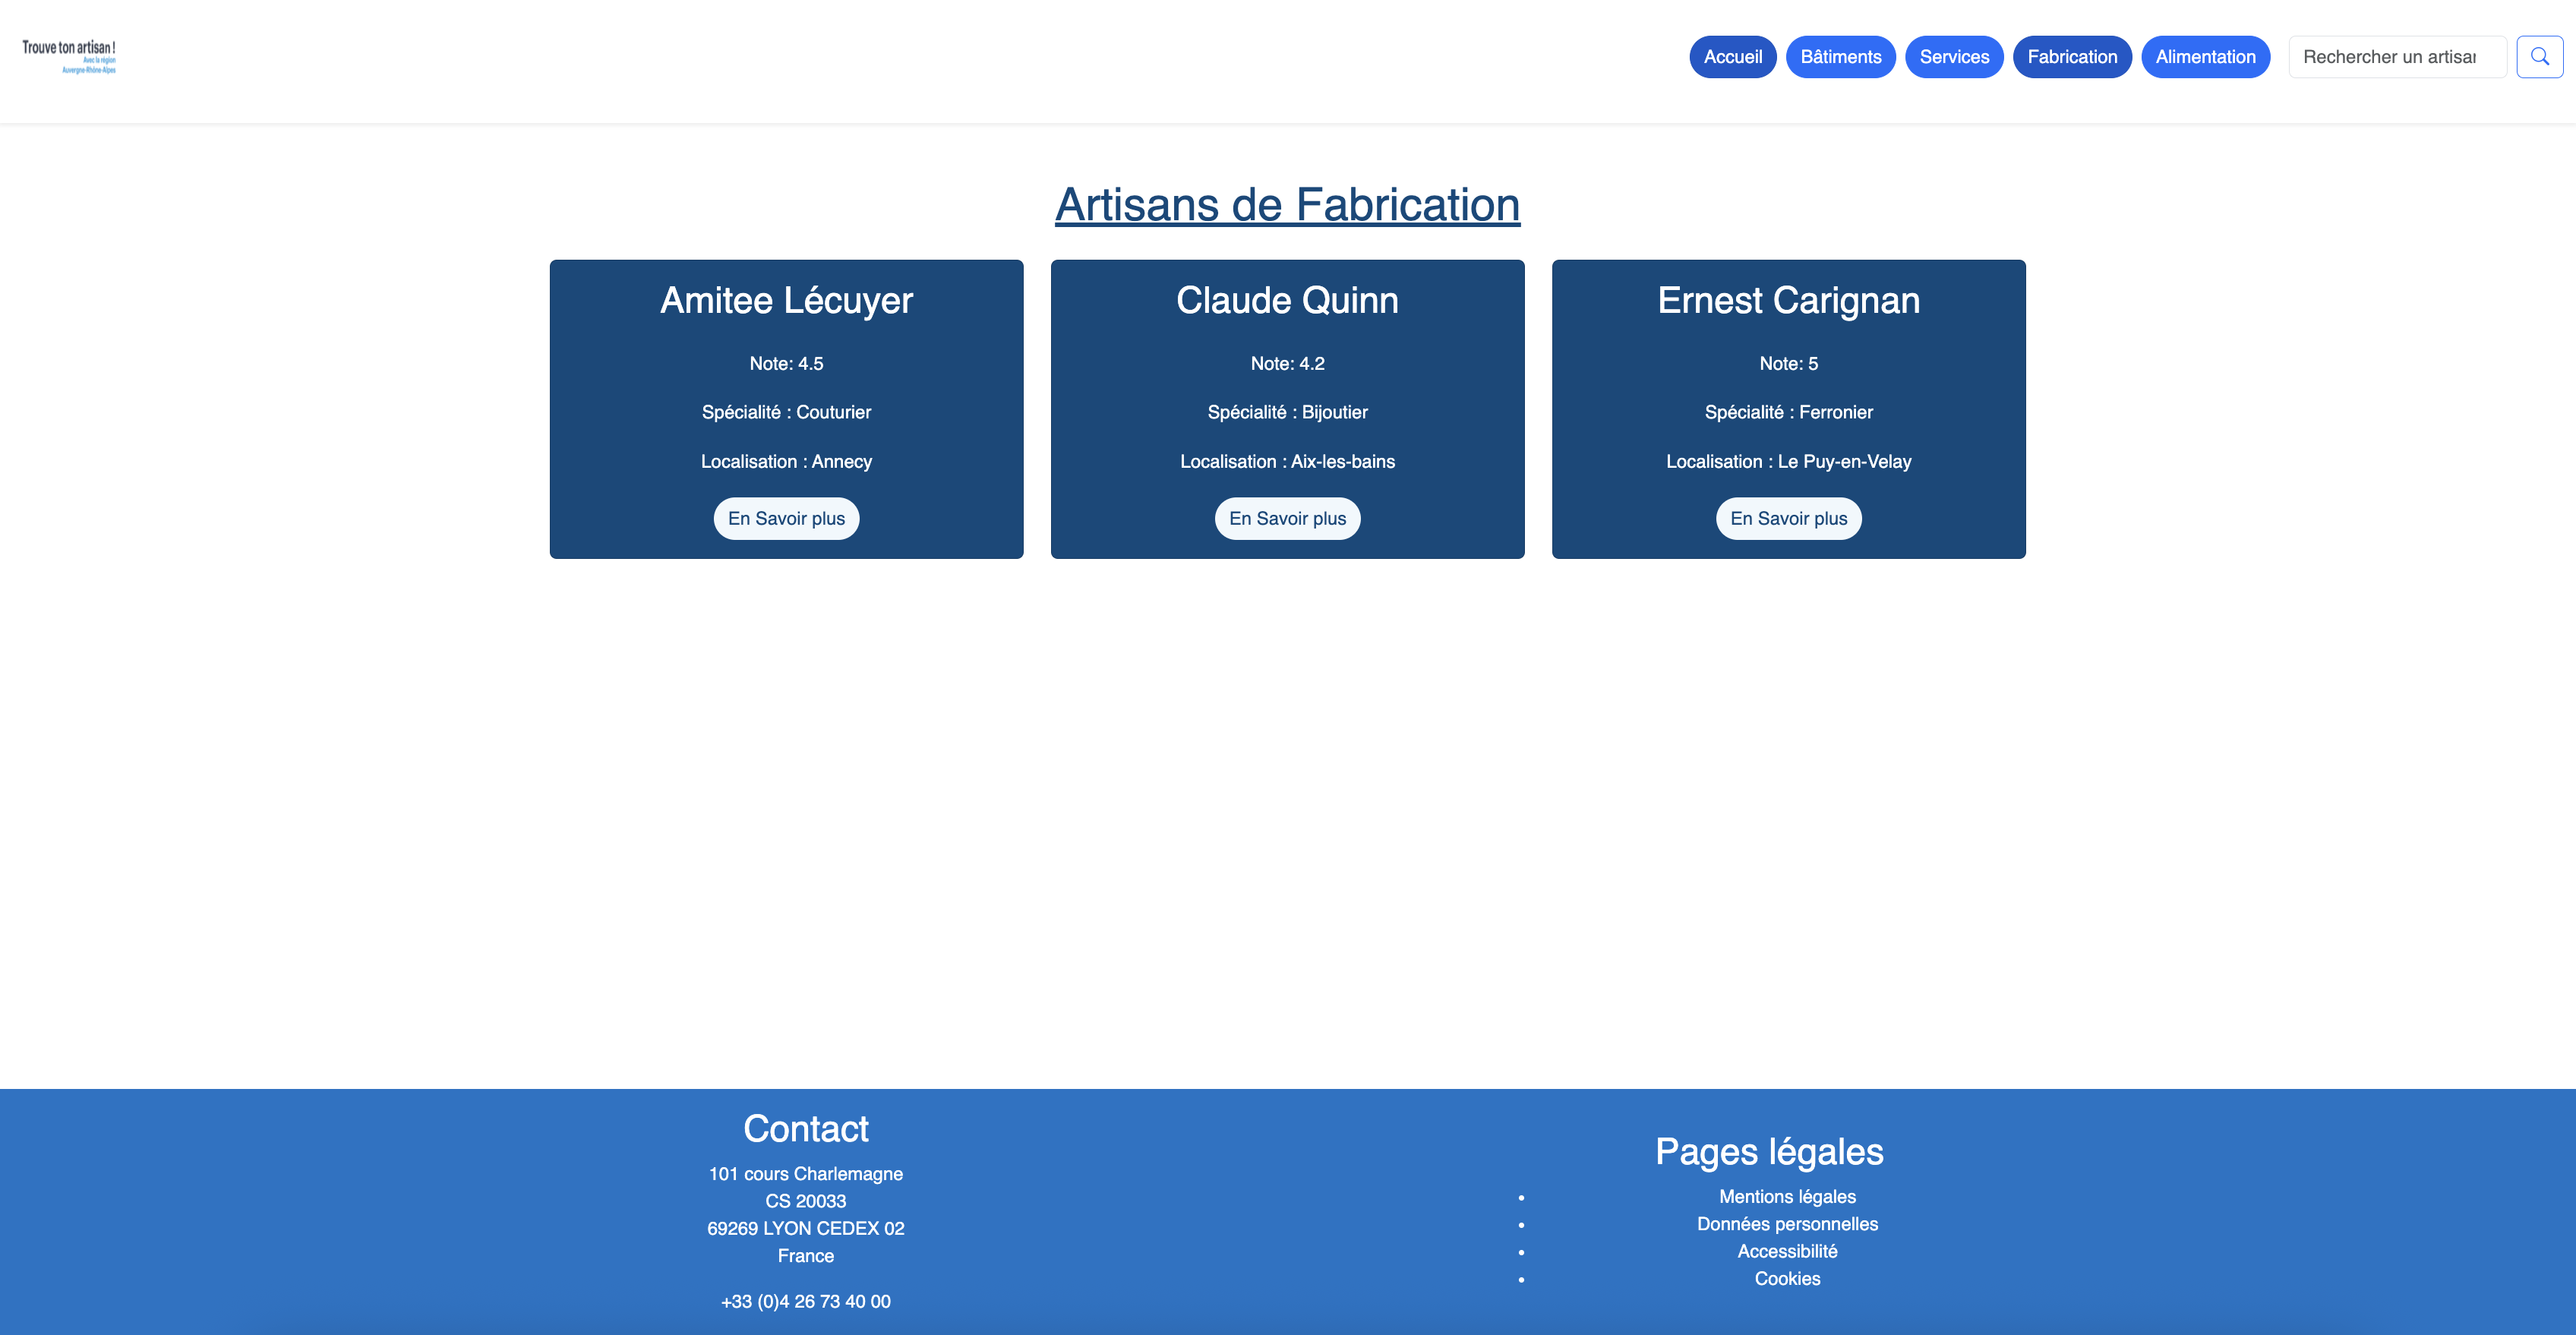 Trouve ton artisan !
Avec la région
Auvergne-Rhône-Alpes
Accueil
Bâtiments
Services
Fabrication
Alimentation
Rechercher un artisa
Artisans de Fabrication
Amitee Lécuyer
Note: 4.5
Spécialité : Couturier
Localisation : Annecy
En Savoir plus
Claude Quinn
Note: 4.2
Spécialité : Bijoutier
Localisation : Aix-les-bains
En Savoir plus
Ernest Carignan
Note: 5
Spécialité : Ferronier
Localisation : Le Puy-en-Velay
En Savoir plus
Contact
101 cours Charlemagne
CS 20033
69269 LYON CEDEX 02
France
+33 (0)4 26 73 40 00
Pages légales
Mentions légales
Données personnelles
Accessibilité
Cookies